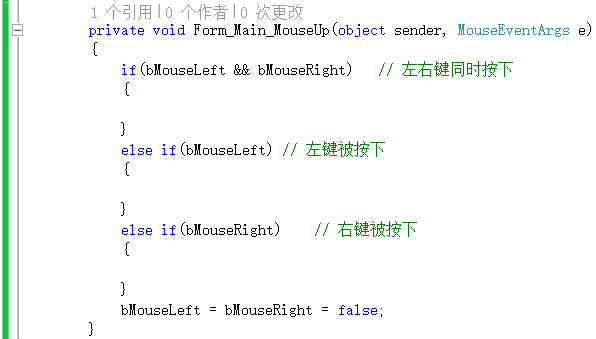 1 个引用|0 个作者|0 次更改
private void Form_Main_MouseUp(object sender, MouseEventArgs e)
{
if(bMouseLeft && bMouseRight) // 左右键同时按下
{
}
else if(bMouseLeft) // 左键被按下
{
}
else if(bMouseRight) // 右键被按下
{
}
bMouseLeft = bMouseRight = false;
}